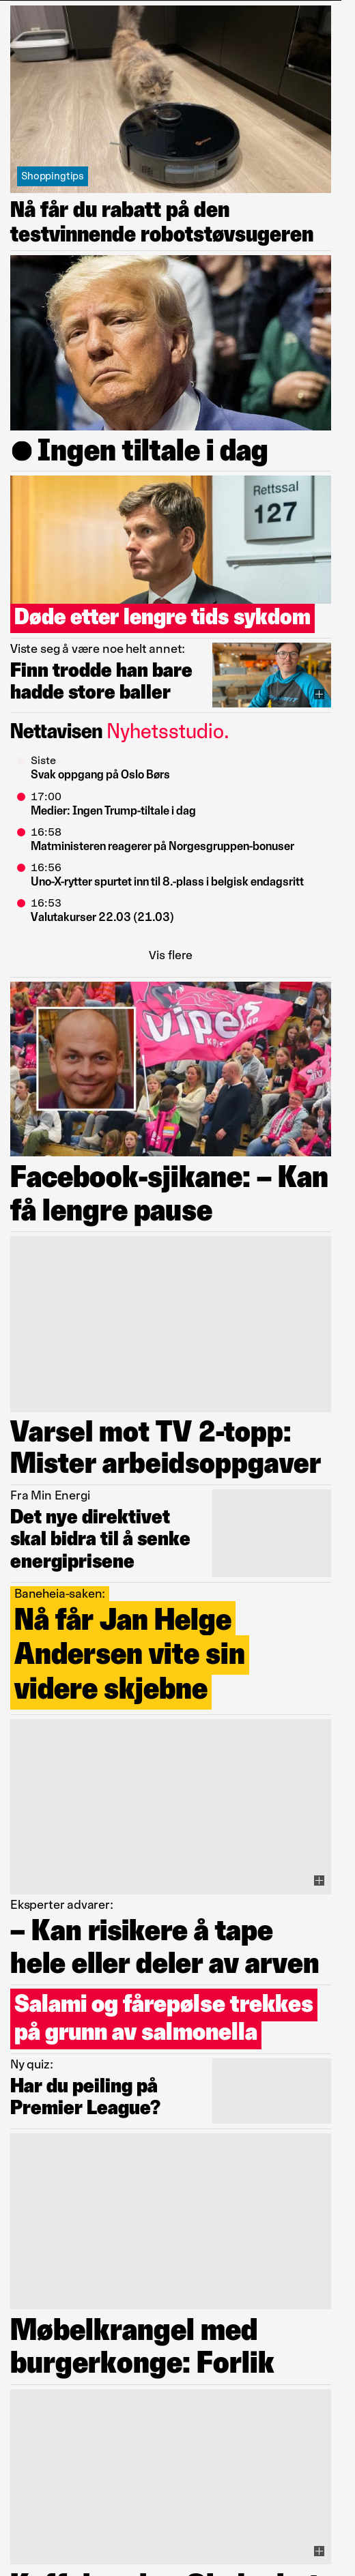 Shoppingtips
Nå får du rabatt på den
testvinnende robotstøvsugeren
Ingen tiltale i dag
Rettssal
127
Døde etter lengre tids sykdom
Viste seg å være noe helt annet:
Finn trodde han bare
hadde store baller
Nettavisen Nyhetsstudio.
Siste
Svak oppgang på Oslo Børs
17:00
Medier: Ingen Trump-tiltale i dag
16:58
Matministeren reagerer på Norgesgruppen-bonuser
16:56
Uno-X-rytter spurtet inn til 8.-plass i belgisk endagsritt
16:53
Valutakurser 22.03 (21.03)
Vis flere
Vipers
Facebook-sjikane: – Kan
få lengre pause
Varsel mot TV 2-topp:
Mister arbeidsoppgaver
Fra Min Energi
Det nye direktivet
skal bidra til å senke
energiprisene
Baneheia-saken:
Nå får Jan Helge
Andersen vite sin
videre skjebne
Eksperter advarer:
– Kan risikere å tape
hele eller deler av arven
Salami og fårepølse trekkes
på grunn av salmonella
Ny quiz:
Har du peiling på
Premier League?
Møbelkrangel med
burgerkonge: Forlik